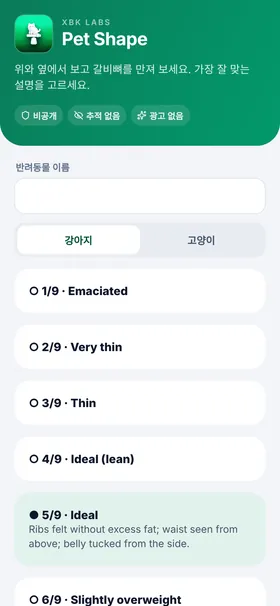 XBK LABS
Pet Shape
위와 옆에서 보고 갈비뼈를 만져 보세요. 가장 잘 맞는
설명을 고르세요.
비공개
추적 없음
광고 없음
반려동물 이름
강아지
고양이
1/9 · Emaciated
2/9 · Very thin
3/9 · Thin
4/9 · Ideal (lean)
5/9 · Ideal
Ribs felt without excess fat; waist seen from
above; belly tucked from the side.
6/9 · Slightly overweight